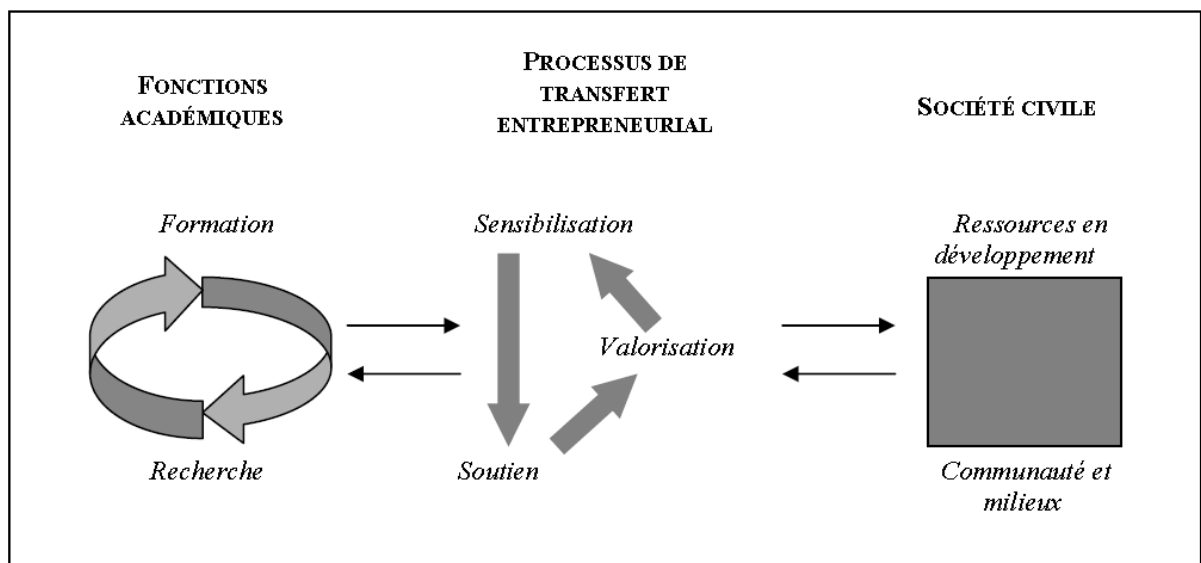 FONCTIONS
ACADÉMIQUES
PROCESSUS DE
TRANSFERT
ENTREPRENEURIAL
SOCIÉTÉ CIVILE
Formation
Recherche
Sensibilisation
Valorisation
Soutien
Ressources en
développement
Communauté et
milieux